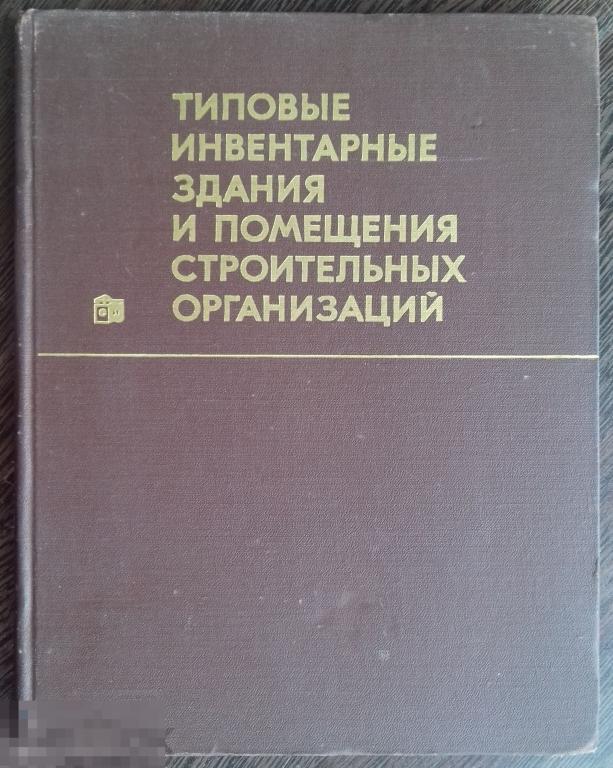 ТИПОВЫЕ
ИНВЕНТАРНЫЕ
ЗДАНИЯ
И ПОМЕЩЕНИЯ
СТРОИТЕЛЬНЫХ
ОРГАНИЗАЦИЙ